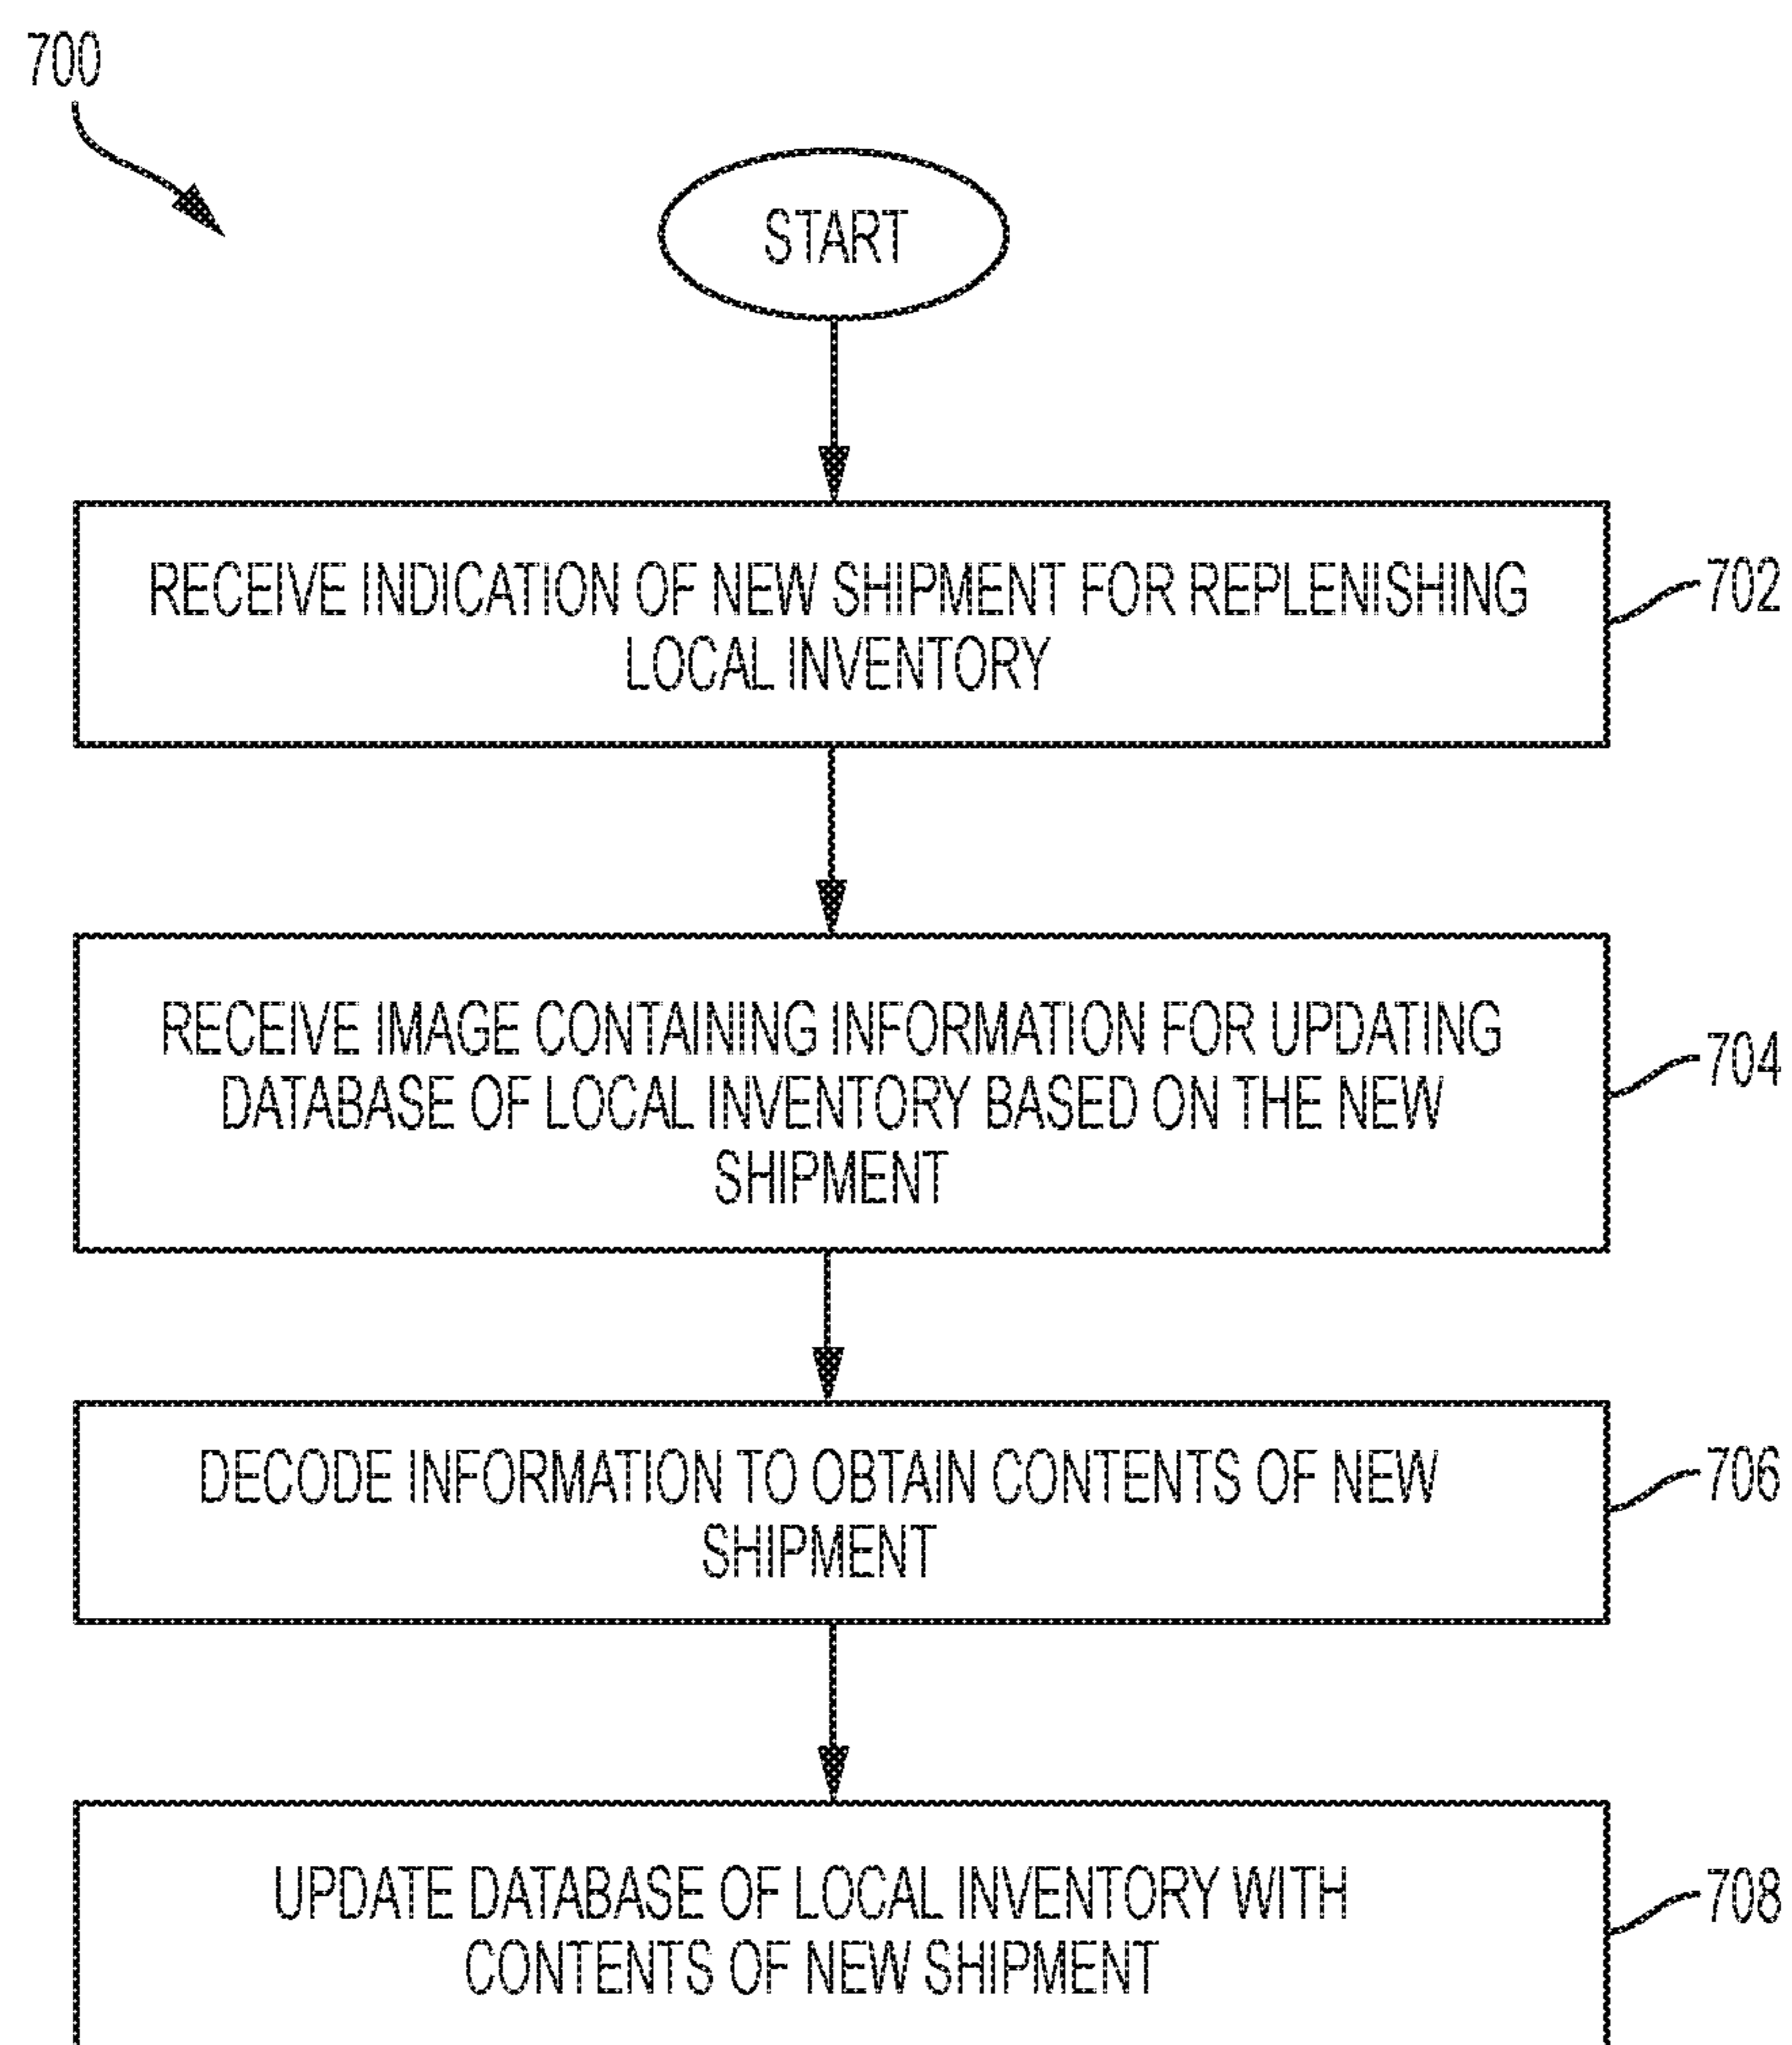 700
START
RECEIVE INDICATION OF NEW SHIPMENT FOR REPLENISHING
LOCAL INVENTORY
702
RECEIVE IMAGE CONTAINING INFORMATION FOR UPDATING
DATABASE OF LOCAL INVENTORY BASED ON THE NEW
SHIPMENT
704
DECODE INFORMATION TO OBTAIN CONTENTS OF NEW
SHIPMENT
706
UPDATE DATABASE OF LOCAL INVENTORY WITH
CONTENTS OF NEW SHIPMENT
708